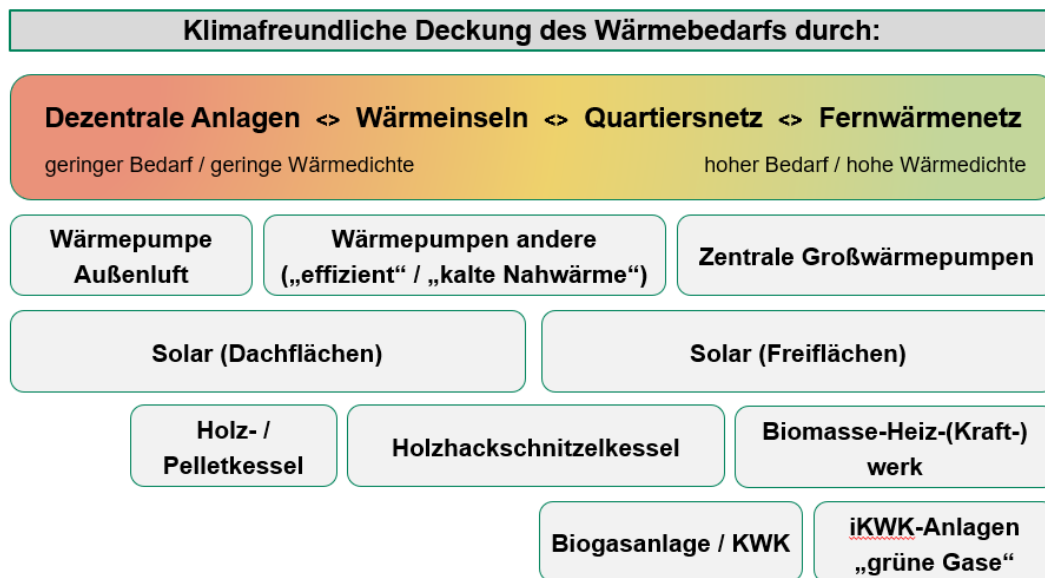 Klimafreundliche Deckung des Wärmebedarfs durch:
Dezentrale Anlagen <> Wärmeinseln <> Quartiersnetz <> Fernwärmenetz
geringer Bedarf / geringe Wärmedichte
hoher Bedarf / hohe Wärmedichte
Wärmepumpe
Außenluft
Wärmepumpen andere
(„effizient“ / „kalte Nahwärme“)
Zentrale Großwärmepumpen
Solar (Dachflächen)
Solar (Freiflächen)
Holz- /
Pelletkessel
Holzhackschnitzelkessel
Biomasse-Heiz-(Kraft-)
werk
Biogasanlage / KWK
iKWK-Anlagen
„grüne Gase“